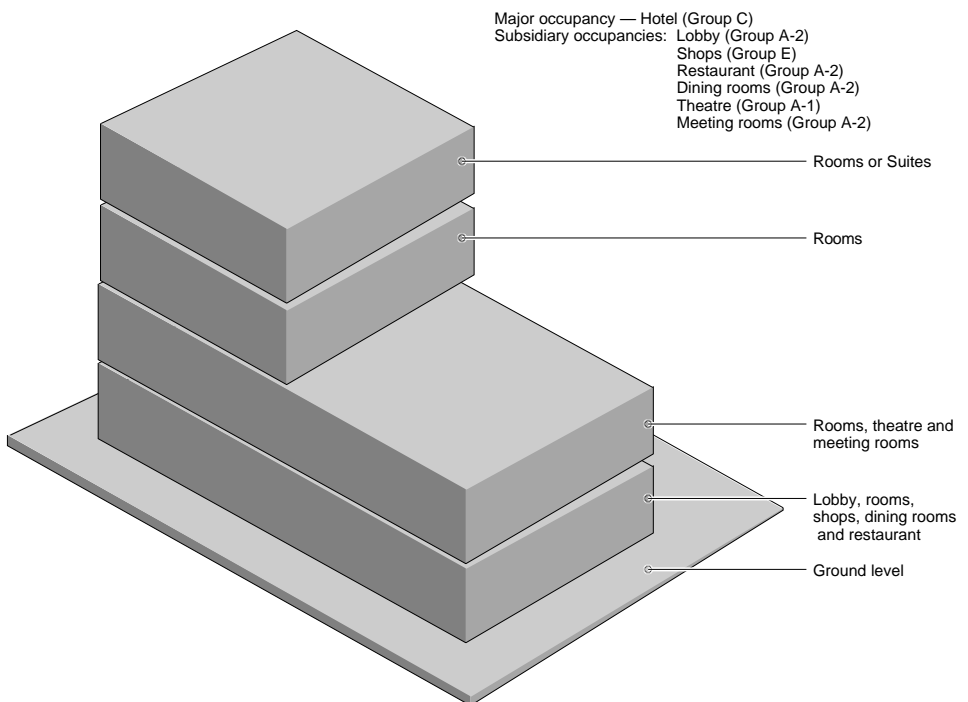 Major occupancy — Hotel (Group C)
Subsidiary occupancies: Lobby (Group A-2)
Shops (Group E)
Restaurant (Group A-2)
Dining rooms (Group A-2)
Theatre (Group A-1)
Meeting rooms (Group A-2)
Rooms or Suites
Rooms
Rooms, theatre and
meeting rooms
Lobby, rooms,
shops, dining rooms
and restaurant
Ground level